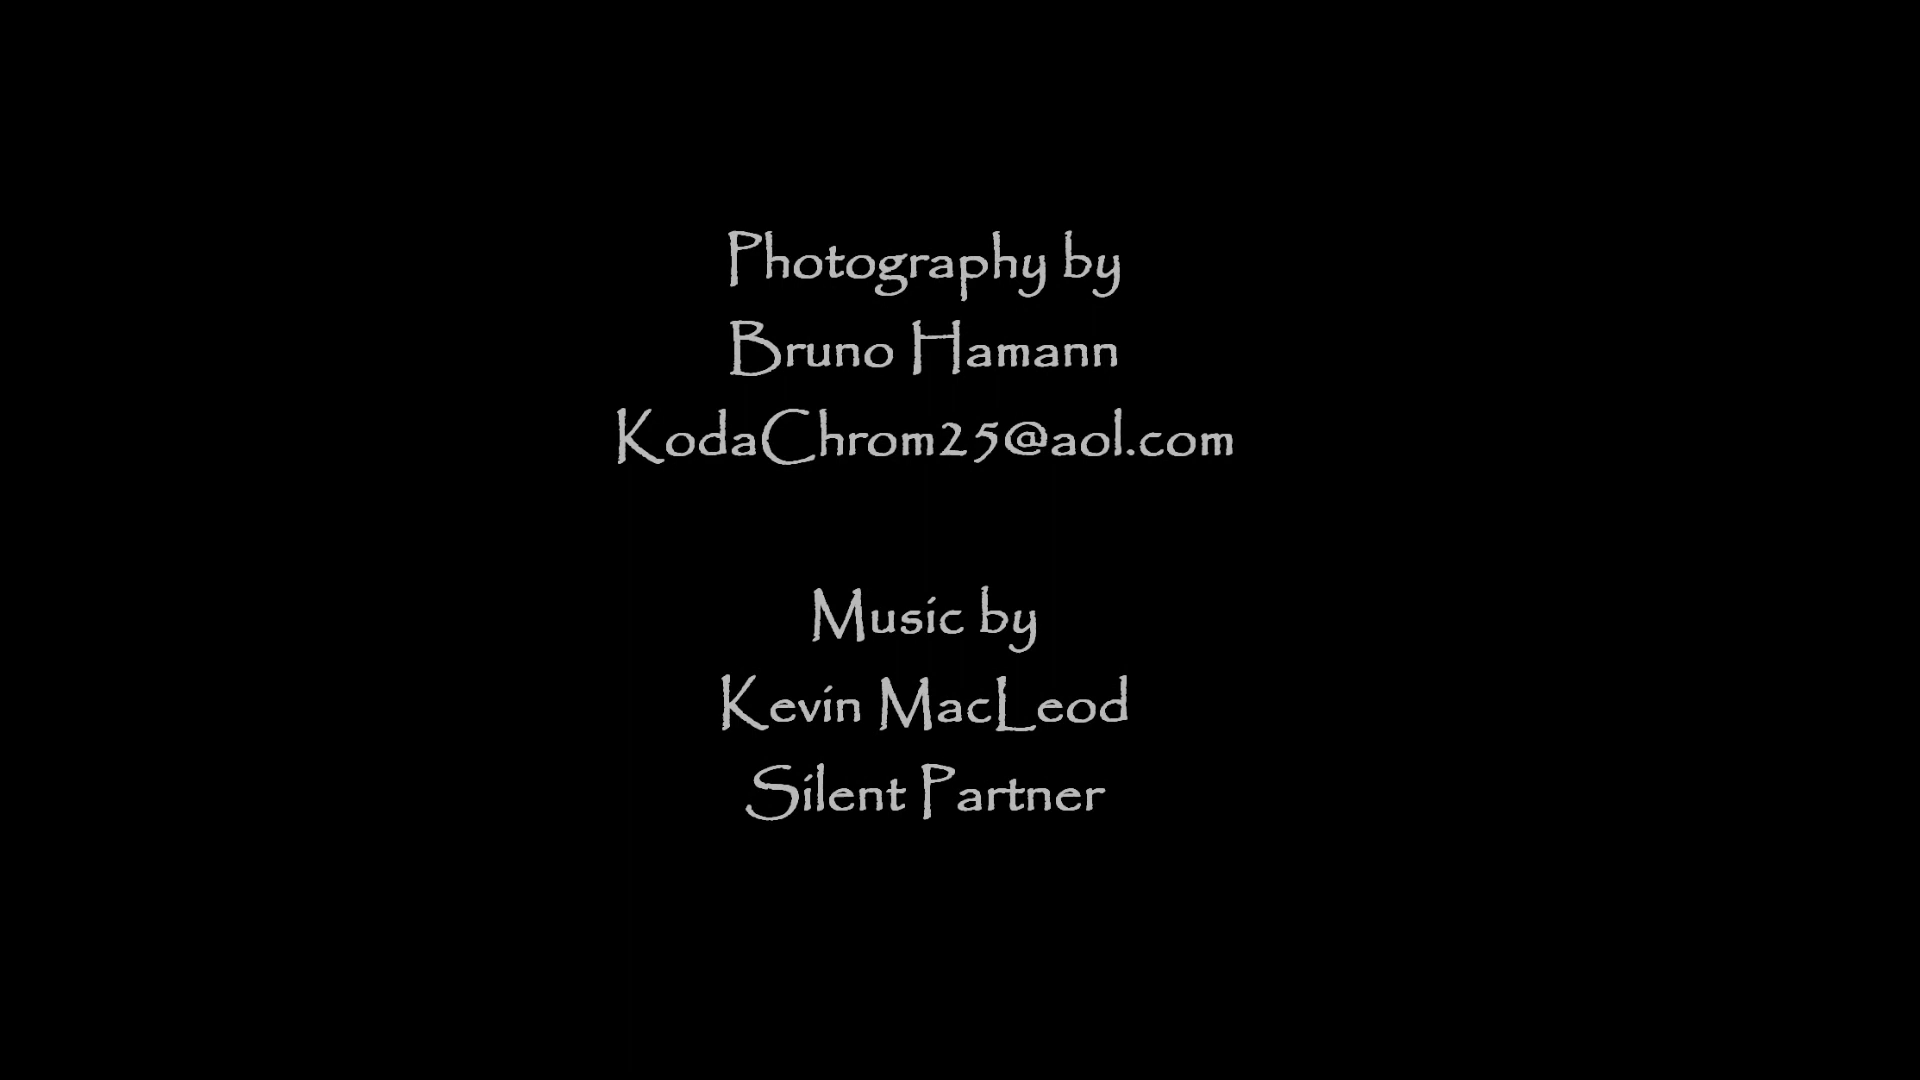 Photography by
Bruno Hamann
KodaChrom25@aol.com
Music by
Kevin MacLeod
Silent Partner